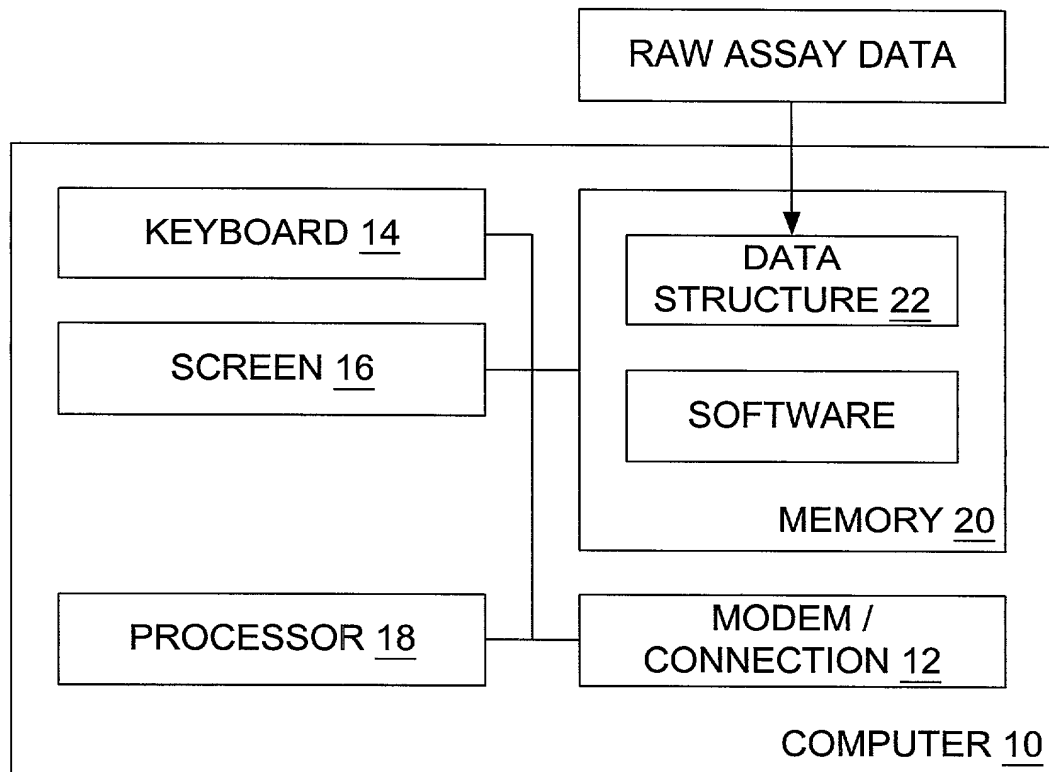 RAW ASSAY DATA
KEYBOARD 14
DATA
STRUCTURE 22
SCREEN 16
SOFTWARE
MEMORY 20
PROCESSOR 18
MODEM /
CONNECTION 12
COMPUTER 10